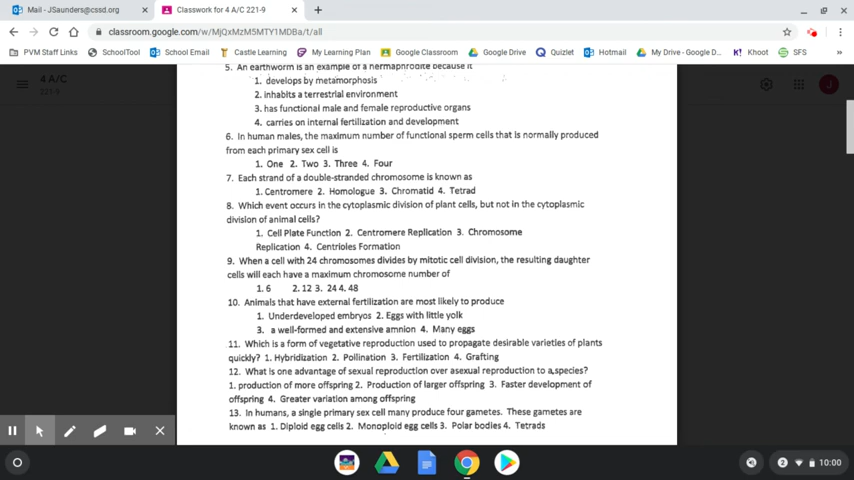 Mail - JSaunders@cssd.org
Classwork for 4 A/C 221-9
classroom.google.com/w/MjQxMzM5MTY1MDBa/t/all
PVM Staff Links
SchoolTool
School Email
Castle Learning
My Learning Plan
Google Classroom
Google Drive
Quizlet
Hotmail
My Drive - Google D...
Khoot
SFS
4 A/C
221-9
J
5. An earthworm is an example of a hermaphrodite because it
1. develops by metamorphosis
2. inhabits a terrestrial environment
3. has functional male and female reproductive organs
4. carries on internal fertilization and development
6. In human males, the maximum number of functional sperm cells that is normally produced
from each primary sex cell is
1. One 2. Two 3. Three 4. Four
7. Each strand of a double-stranded chromosome is known as
1. Centromere 2. Homologue 3. Chromatid 4. Tetrad
8. Which event occurs in the cytoplasmic division of plant cells, but not in the cytoplasmic
division of animal cells?
1. Cell Plate Function 2. Centromere Replication 3. Chromosome
Replication 4. Centrioles Formation
9. When a cell with 24 chromosomes divides by mitotic cell division, the resulting daughter
cells will each have a maximum chromosome number of
1. 6 2. 12 3. 24 4. 48
10. Animals that have external fertilization are most likely to produce
1. Underdeveloped embryos 2. Eggs with little yolk
3. a well-formed and extensive amnion 4. Many eggs
11. Which is a form of vegetative reproduction used to propagate desirable varieties of plants
quickly? 1. Hybridization 2. Pollination 3. Fertilization 4. Grafting
12. What is one advantage of sexual reproduction over asexual reproduction to a species?
1. production of more offspring 2. Production of larger offspring 3. Faster development of
offspring 4. Greater variation among offspring
13. In humans, a single primary sex cell many produce four gametes. These gametes are
known as 1. Diploid egg cells 2. Monoploid egg cells 3. Polar bodies 4. Tetrads
2
10:00